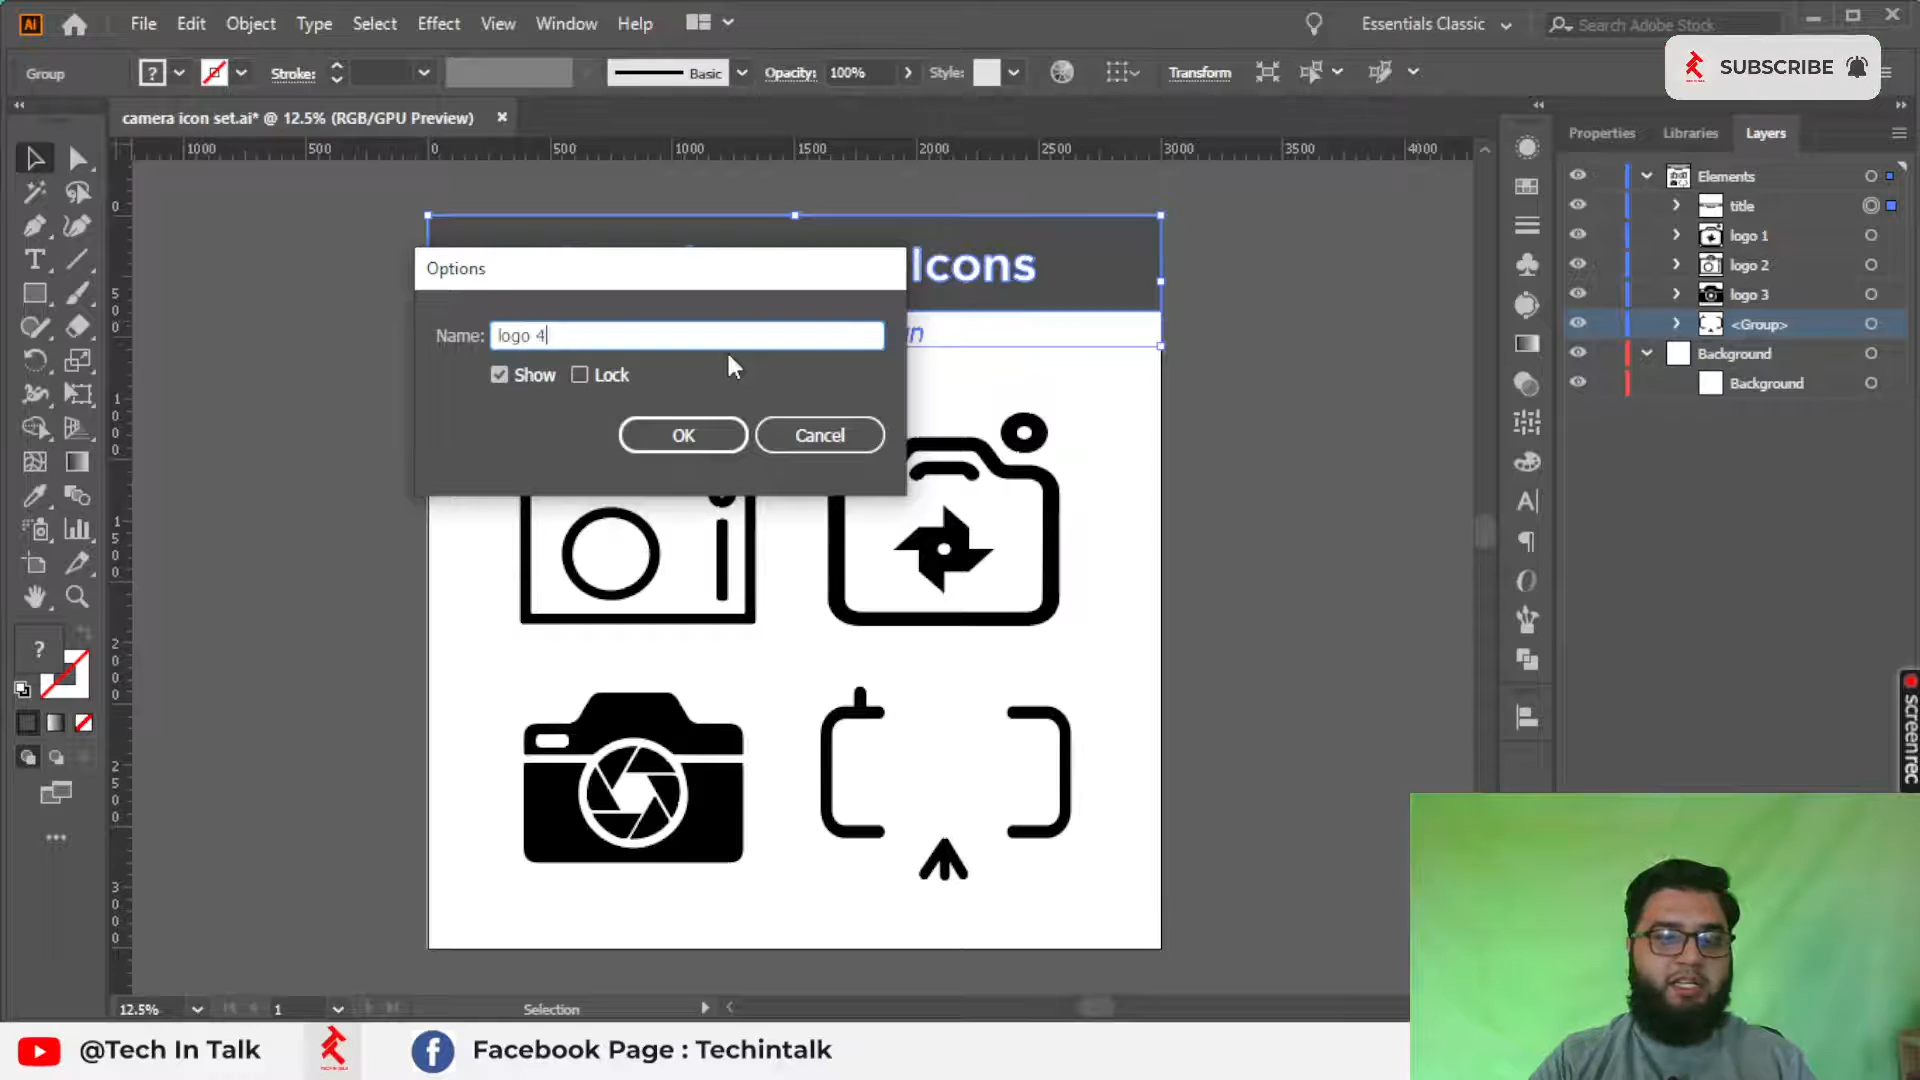 Ai File Edit Object Type Select Effect View Window Help Essentials Classic Search Adobe Stock
Group ? Stroke: Basic Opacity: 100% Style: Transform
SUBSCRIBE
camera icon set.ai* @ 12.5% (RGB/GPU Preview)
Properties Libraries Layers
1000 500 0 500 1000 1500 2000 2500 3000 3500 4000
Elements
title
logo 1
logo 2
logo 3
<Group>
Background
Background
Icons
Options
Name: logo 4
Show Lock
OK Cancel
screenrec
12.5% 1 Selection
@Tech In Talk
Facebook Page : Techintalk